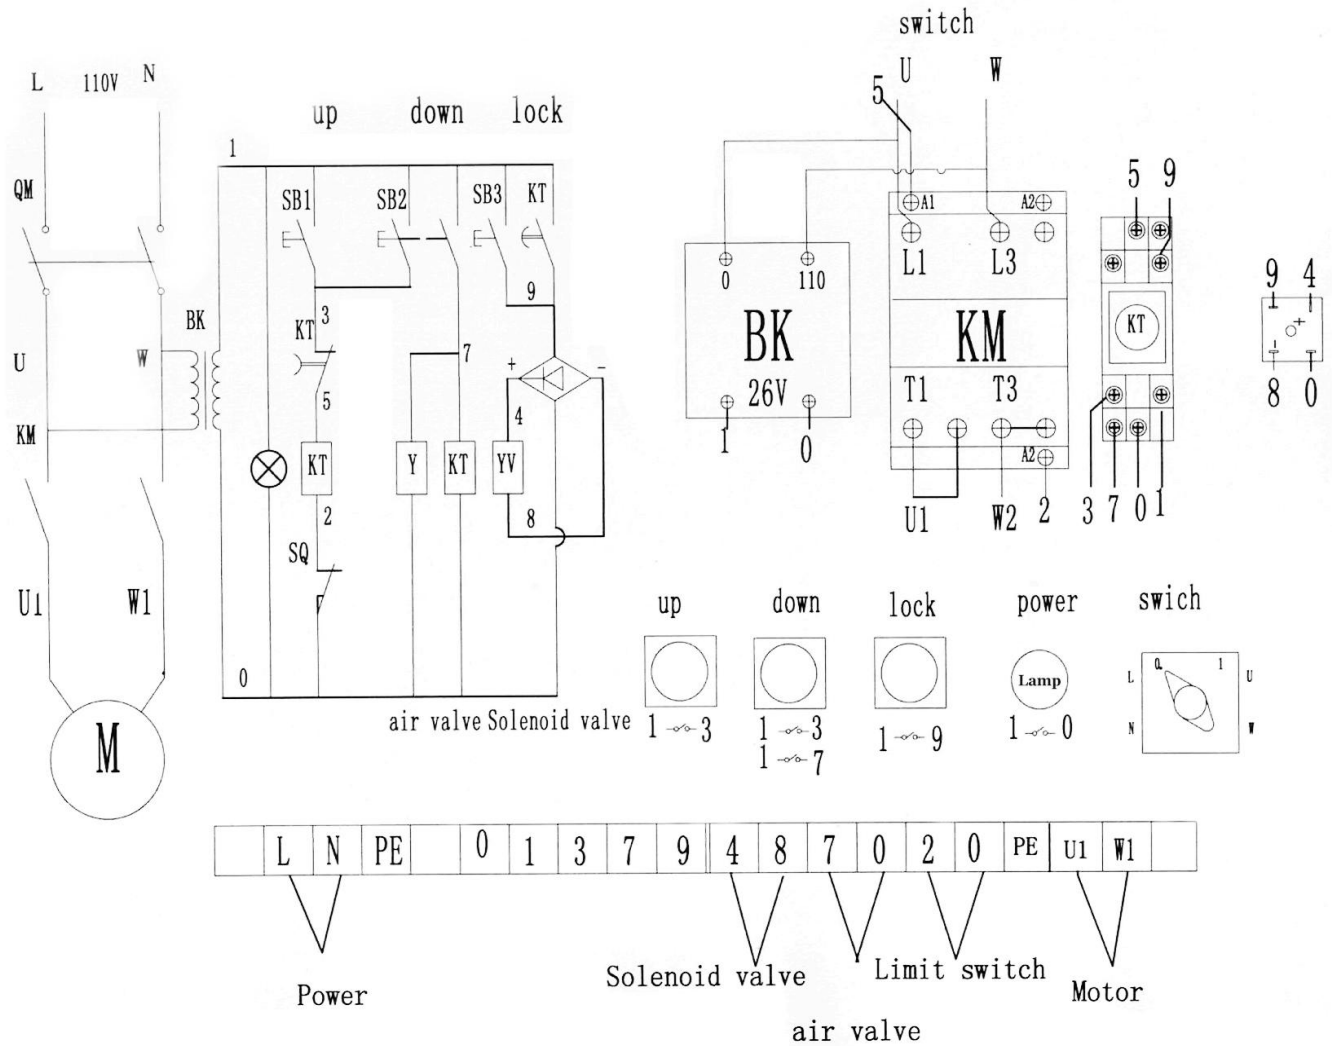 switch
L 110V N
U W
5
up down lock
1
QM
SB1 SB2 SB3 KT
A1 A2
L1 L3
5 9
0 110
BK
26V
KM
KT
9 4
+
-
8 0
9
3
KT
BK
U W
7
+ -
5 4
T1 T3
KM
KT Y KT YV
1 0
A2
2 8
U1 W2 2
3 7 0 1
SQ
U1 W1
up down lock power swich
0
Lamp
0 1
L U
N W
air valve Solenoid valve
1 3
1 3
1 7
1 9
1 0
M
L N PE 0 1 3 7 9 4 8 7 0 2 0 PE U1 W1
Power
Solenoid valve
Limit switch
Motor
air valve